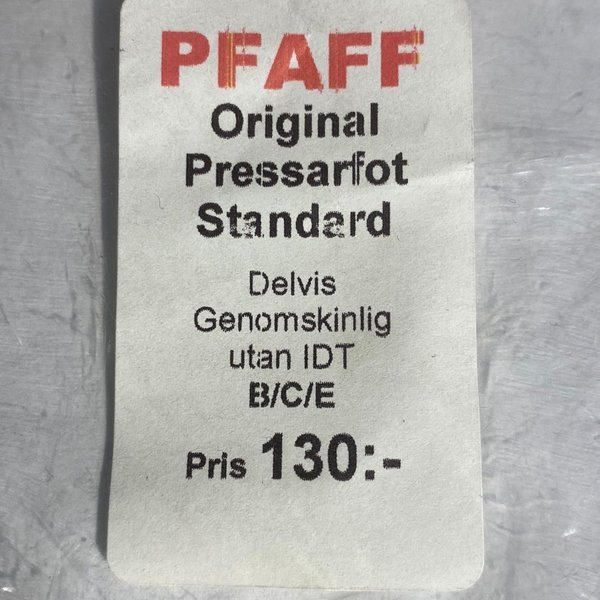 PFAFF
Original
Pressarfot
Standard
Delvis
Genomskinlig
utan IDT
B/C/E
Pris 130:-